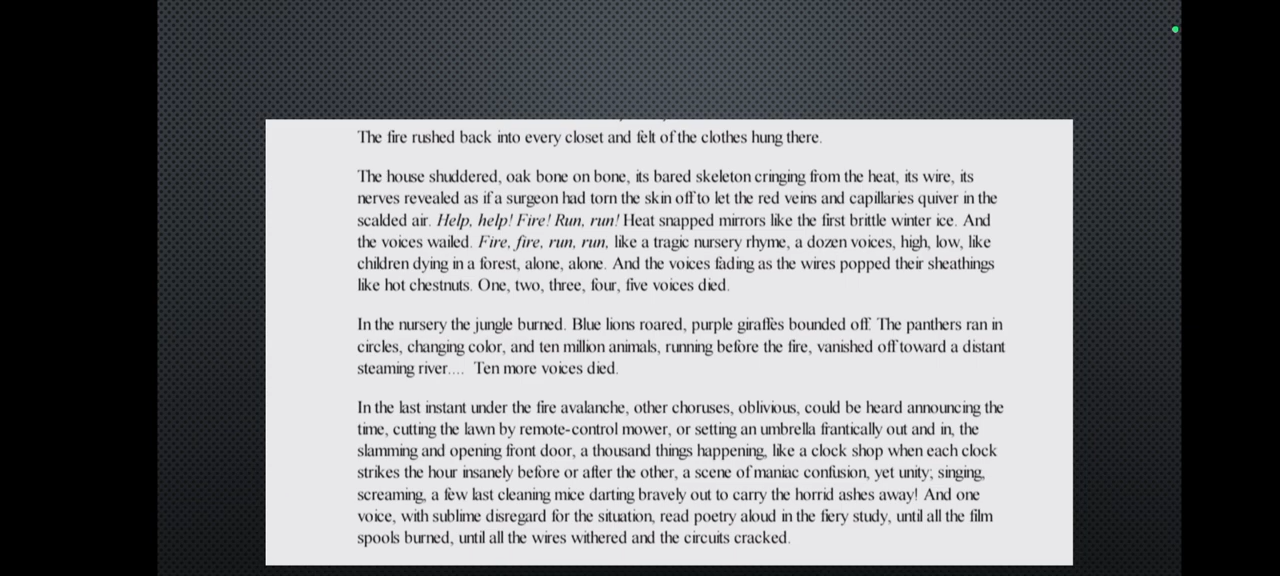 The fire rushed back into every closet and felt of the clothes hung there.
The house shuddered, oak bone on bone, its bared skeleton cringing from the heat, its wire, its
nerves revealed as if a surgeon had torn the skin off to let the red veins and capillaries quiver in the
scalded air. Help, help! Fire! Run, run! Heat snapped mirrors like the first brittle winter ice. And
the voices wailed. Fire, fire, run, run, like a tragic nursery rhyme, a dozen voices, high, low, like
children dying in a forest, alone, alone. And the voices fading as the wires popped their sheathings
like hot chestnuts. One, two, three, four, five voices died.
In the nursery the jungle burned. Blue lions roared, purple giraffes bounded off. The panthers ran in
circles, changing color, and ten million animals, running before the fire, vanished off toward a distant
steaming river.... Ten more voices died.
In the last instant under the fire avalanche, other choruses, oblivious, could be heard announcing the
time, cutting the lawn by remote-control mower, or setting an umbrella frantically out and in, the
slamming and opening front door, a thousand things happening, like a clock shop when each clock
strikes the hour insanely before or after the other, a scene of maniac confusion, yet unity; singing,
screaming, a few last cleaning mice darting bravely out to carry the horrid ashes away! And one
voice, with sublime disregard for the situation, read poetry aloud in the fiery study, until all the film
spools burned, until all the wires withered and the circuits cracked.